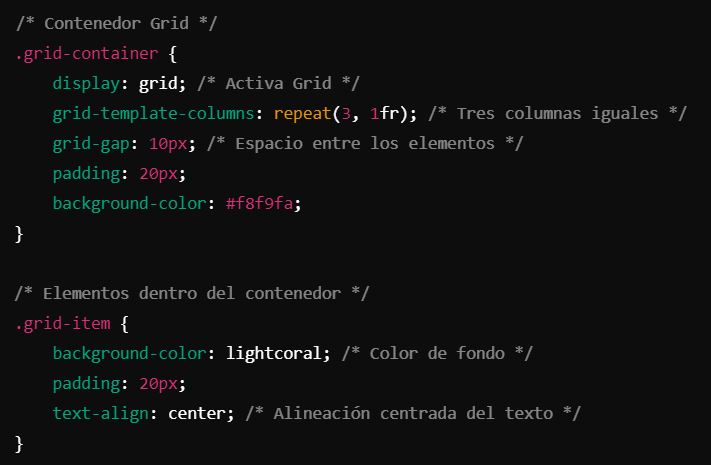 /* Contenedor Grid */
.grid-container {
    display: grid; /* Activa Grid */
    grid-template-columns: repeat(3, 1fr); /* Tres columnas iguales */
    grid-gap: 10px; /* Espacio entre los elementos */
    padding: 20px;
    background-color: #f8f9fa;
}

/* Elementos dentro del contenedor */
.grid-item {
    background-color: lightcoral; /* Color de fondo */
    padding: 20px;
    text-align: center; /* Alineación centrada del texto */
}